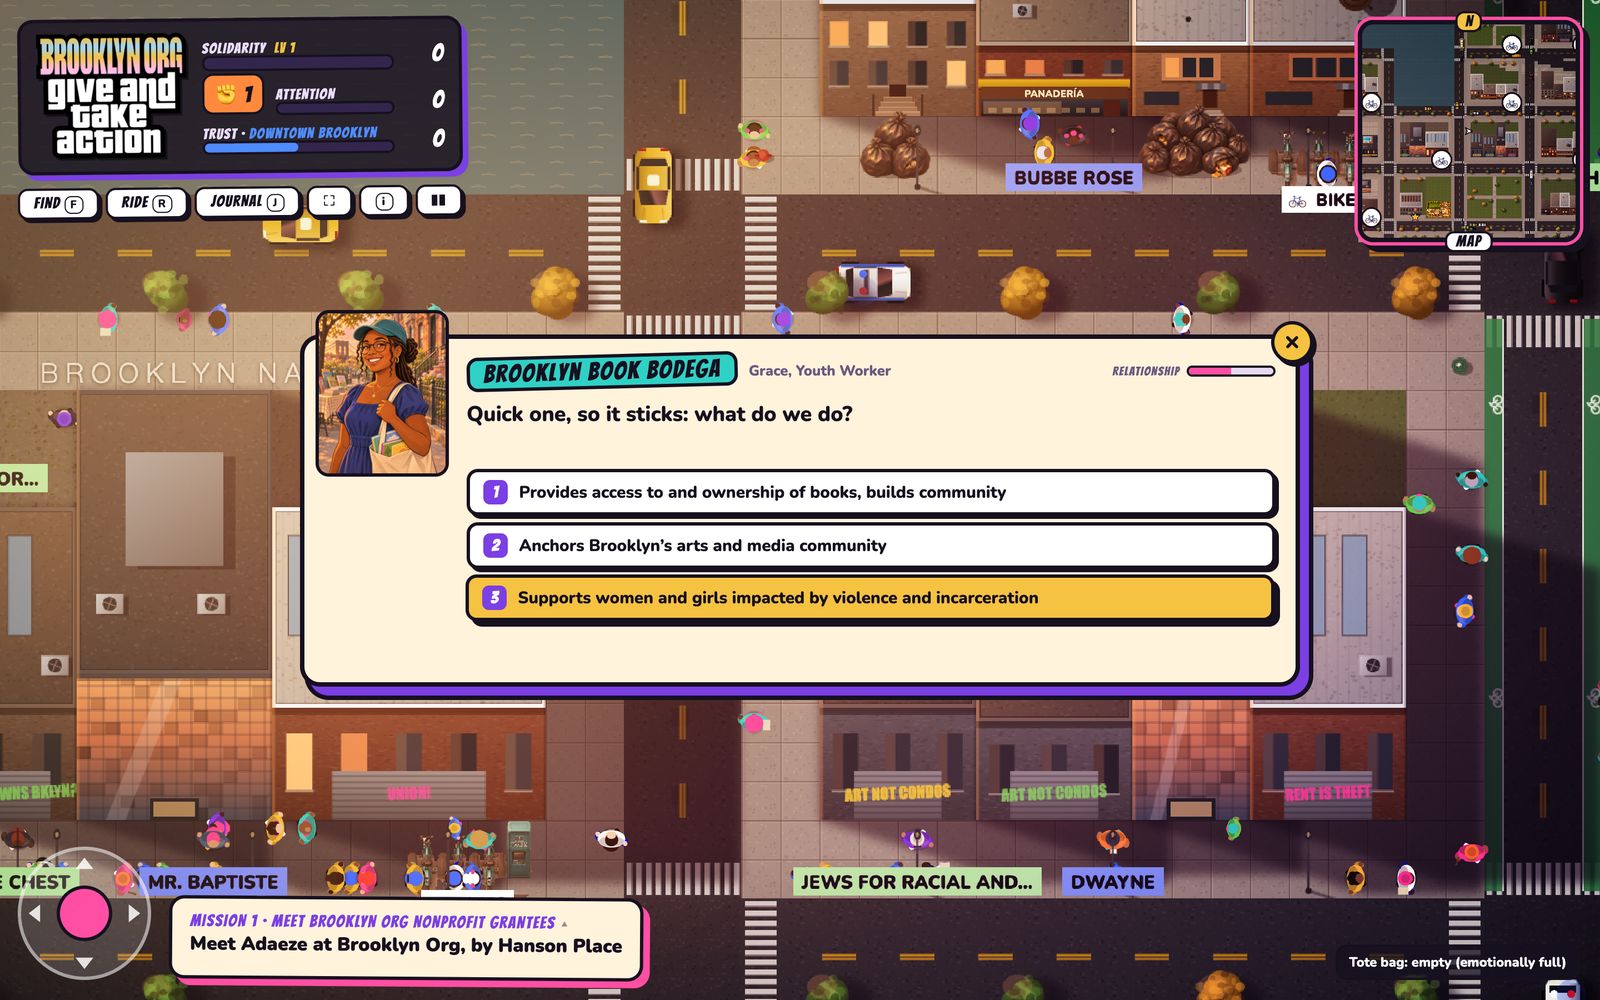 BROOKLYN ORG
give and
take
action
SOLIDARITY LV 1
0
1
ATTENTION
0
TRUST · DOWNTOWN BROOKLYN
0
FIND F
RIDE R
JOURNAL J
i
N
MAP
PANADERÍA
BUBBE ROSE
BIKE
BROOKLYN NA
OR...
BROOKLYN BOOK BODEGA
Grace, Youth Worker
RELATIONSHIP
Quick one, so it sticks: what do we do?
1 Provides access to and ownership of books, builds community
2 Anchors Brooklyn's arts and media community
3 Supports women and girls impacted by violence and incarceration
WNS BKLYN?
UNION!
ART NOT CONDOS
ART NOT CONDOS
RENT IS THEFT
E CHEST
MR. BAPTISTE
JEWS FOR RACIAL AND...
DWAYNE
MISSION 1 · MEET BROOKLYN ORG NONPROFIT GRANTEES
Meet Adaeze at Brooklyn Org, by Hanson Place
Tote bag: empty (emotionally full)